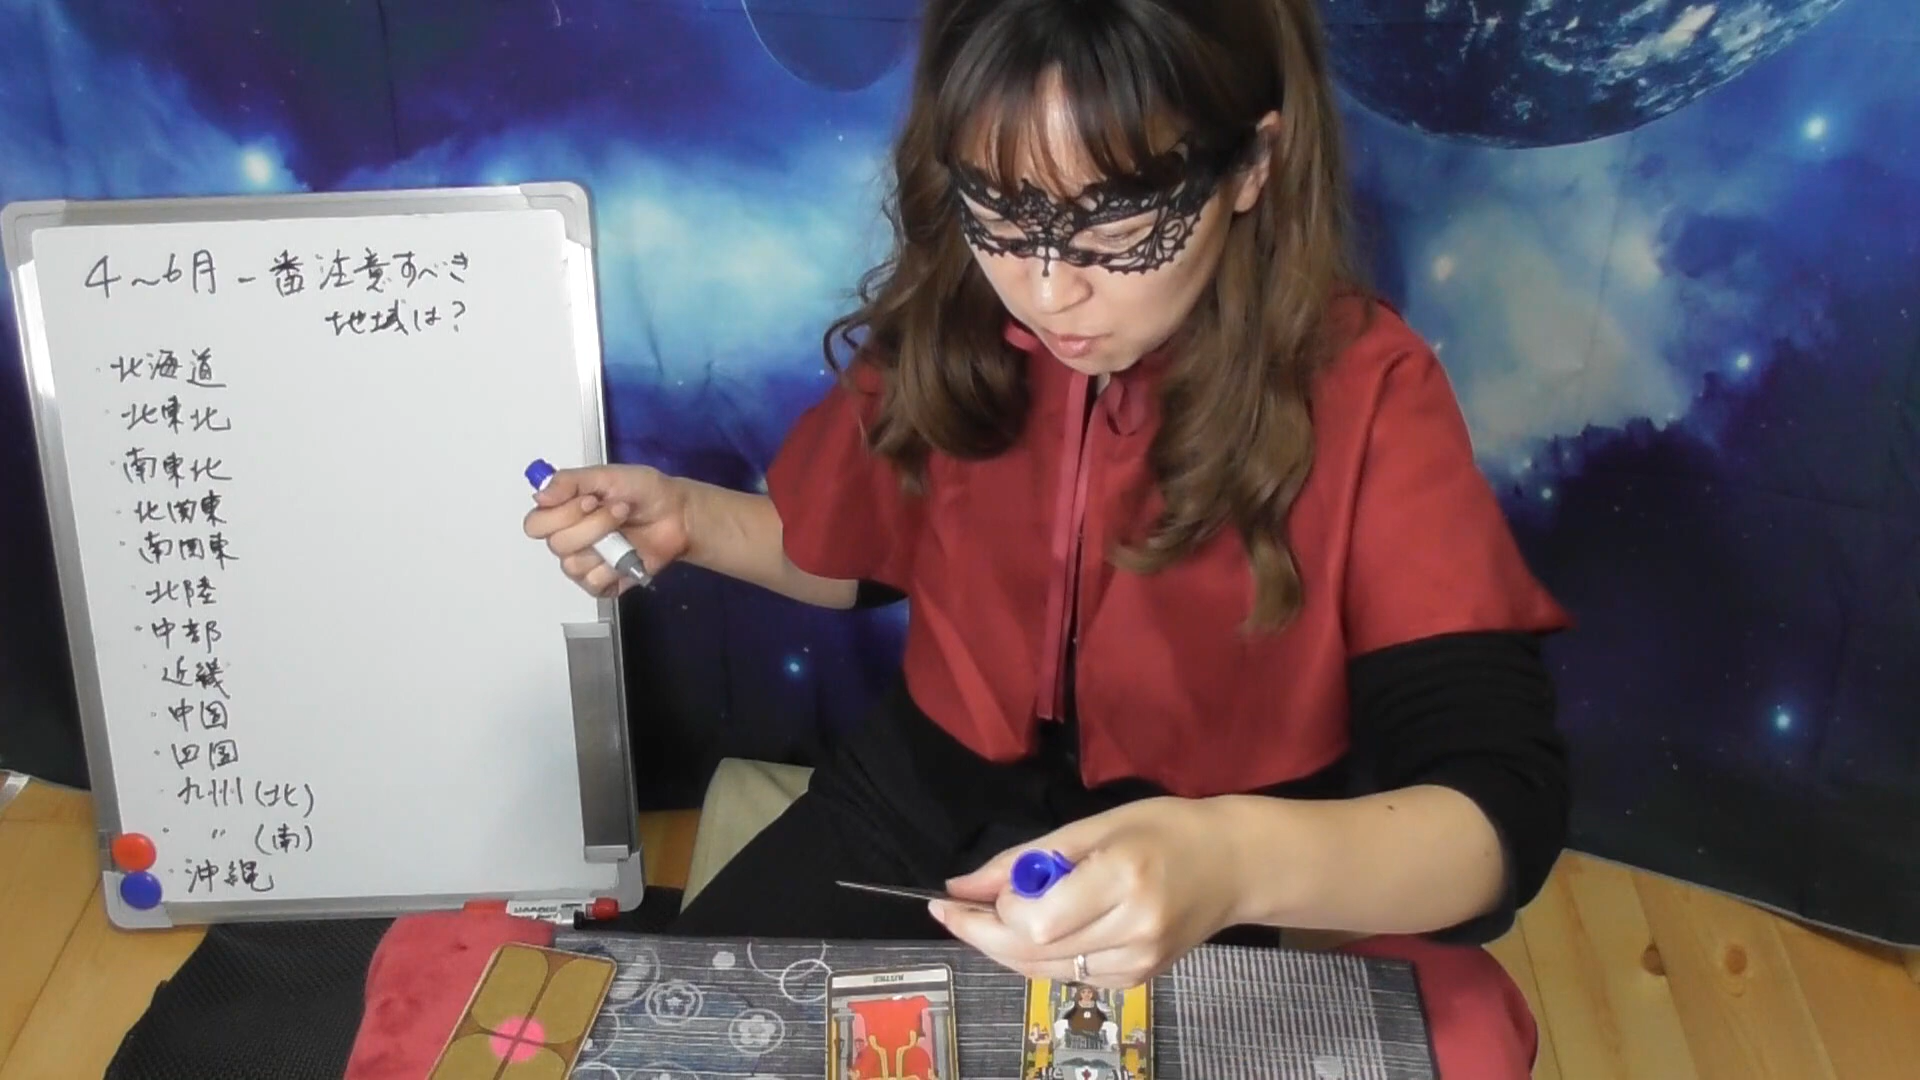 4～6月 一番注意すべき
地域は?
・北海道
・北東北
・南東北
・北関東
・南関東
・北陸
・中部
近畿
・中国
・四国
・九州(北)
・ 〃 (南)
・沖縄
JUSTICE